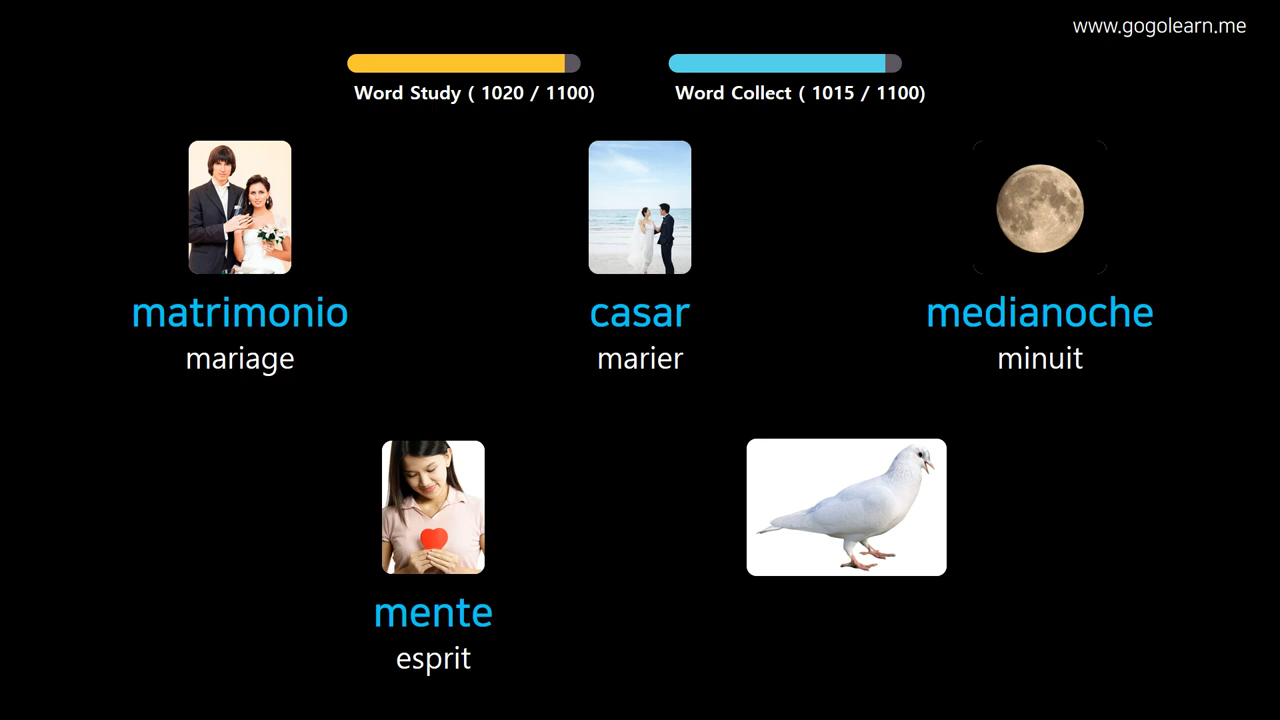 www.gogolearn.me
Word Study ( 1020 / 1100)
Word Collect ( 1015 / 1100)
matrimonio
mariage
casar
marier
medianoche
minuit
mente
esprit